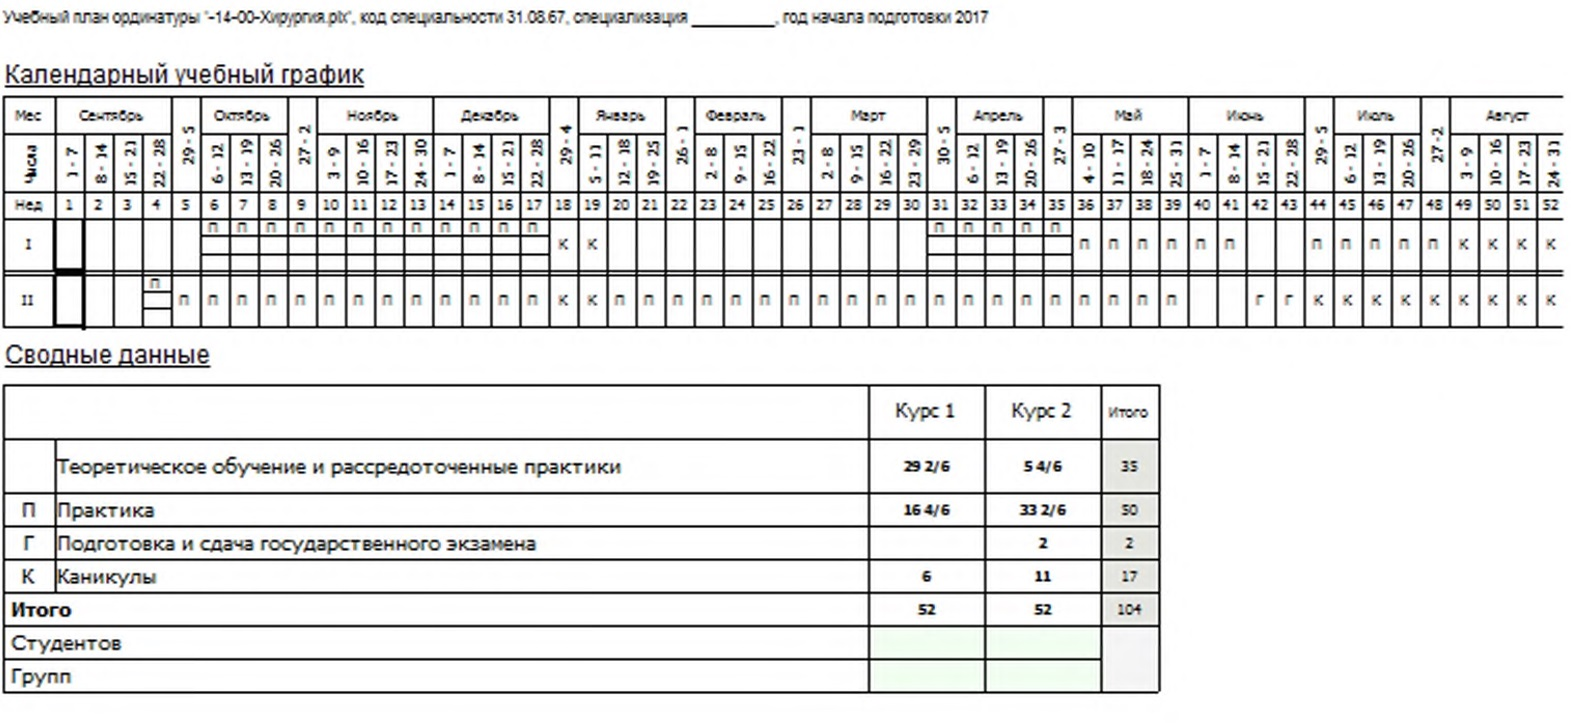 Учебный план ординатуры "-14-00-Хирургия.plx", код специальности 31.08.67, специализация __________, год начала подготовки 2017
Календарный учебный график
Мес Сентябрь 29 - 5 Октябрь 27 - 2 Ноябрь Декабрь 29 - 4 Январь 26 - 1 Февраль 23 - 1 Март 30 - 5 Апрель 27 - 3 Май Июнь 29 - 5 Июль 27 - 2 Август
Числа 1 - 7 8 - 14 15 - 21 22 - 28 6 - 12 13 - 19 20 - 26 3 - 9 10 - 16 17 - 23 24 - 30 1 - 7 8 - 14 15 - 21 22 - 28 5 - 11 12 - 18 19 - 25 2 - 8 9 - 15 16 - 22 2 - 8 9 - 15 16 - 22 23 - 29 6 - 12 13 - 19 20 - 26 4 - 10 11 - 17 18 - 24 25 - 31 1 - 7 8 - 14 15 - 21 22 - 28 6 - 12 13 - 19 20 - 26 3 - 9 10 - 16 17 - 23 24 - 31
Нед 1 2 3 4 5 6 7 8 9 10 11 12 13 14 15 16 17 18 19 20 21 22 23 24 25 26 27 28 29 30 31 32 33 34 35 36 37 38 39 40 41 42 43 44 45 46 47 48 49 50 51 52
I П П П П П П П П П П П П К К П П П П П П П П П П П П П П П П К К К К
II П П П П П П П П П П П П П П К К П П П П П П П П П П П П П П П П П П П П Г Г К К К К К К К К К
Сводные данные
Курс 1 Курс 2 Итого
Теоретическое обучение и рассредоточенные практики 29 2/6 5 4/6 35
П Практика 16 4/6 33 2/6 50
Г Подготовка и сдача государственного экзамена 2 2
К Каникулы 6 11 17
Итого 52 52 104
Студентов
Групп